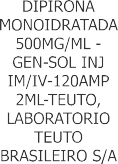 DIPIRONA
MONOIDRATADA
500MG/ML -
GEN-SOL INJ
IM/IV-120AMP
2ML-TEUTO,
LABORATORIO
TEUTO
BRASILEIRO S/A